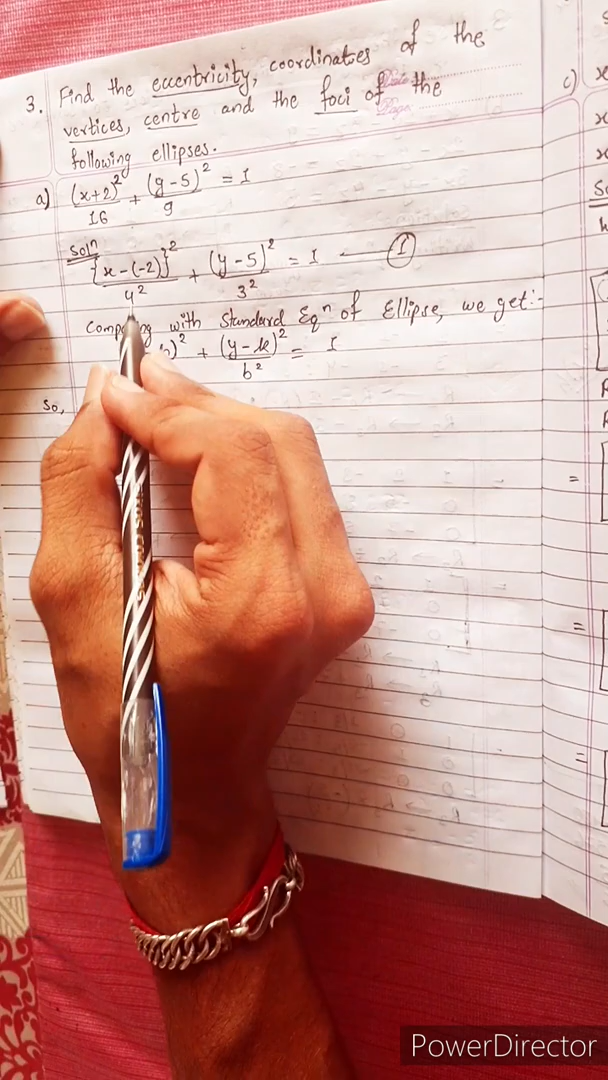 3. Find the eccentricity, coordinates of the
vertices, centre and the foci of the
Date
Page
following ellipses.
a) (x+2)²/16 + (y-5)²/9 = 1
Solⁿ
{x-(-2)}²/4² + (y-5)²/3² = 1 — (I)
with Standard Eqⁿ of Ellipse, we get:-
)² + (y-k)²/b² = 1
So,
c)
=
=
=
PowerDirector